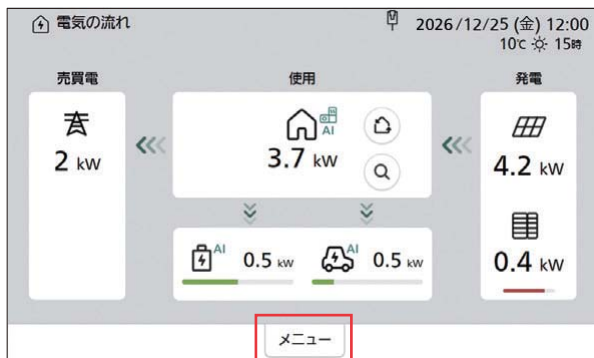 電気の流れ
2026/12/25 (金) 12:00
10℃ 15時
売買電
使用
発電
2 kW
AI
3.7 kW
4.2 kW
AI
0.5 kW
AI
0.5 kW
0.4 kW
メニュー